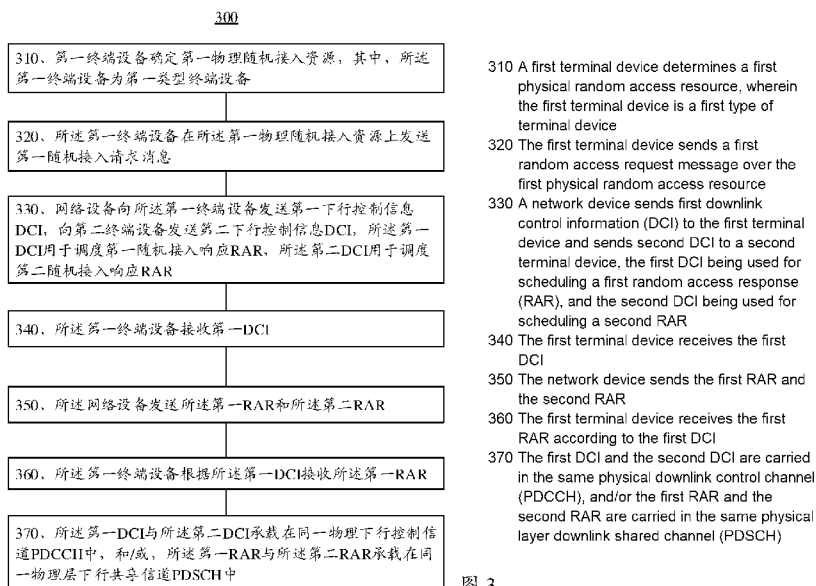 300
310、第一终端设备确定第一物理随机接入资源，其中，所述
第一终端设备为第一类型终端设备
320、所述第一终端设备在所述第一物理随机接入资源上发送
第一随机接入请求消息
330、网络设备向所述第一终端设备发送第一下行控制信息
DCI，向第二终端设备发送第二下行控制信息DCI，所述第一
DCI用于调度第一随机接入响应RAR，所述第二DCI用于调度
第二随机接入响应RAR
340、所述第一终端设备接收第一DCI
350、所述网络设备发送所述第一RAR和所述第二RAR
360、所述第一终端设备根据所述第一DCI接收所述第一RAR
370、所述第一DCI与所述第二DCI承载在同一物理下行控制信
道PDCCH中，和/或，所述第一RAR与所述第二RAR承载在同
一物理层下行共享信道PDSCH中
图 3
310 A first terminal device determines a first
physical random access resource, wherein
the first terminal device is a first type of
terminal device
320 The first terminal device sends a first
random access request message over the
first physical random access resource
330 A network device sends first downlink
control information (DCI) to the first terminal
device and sends second DCI to a second
terminal device, the first DCI being used for
scheduling a first random access response
(RAR), and the second DCI being used for
scheduling a second RAR
340 The first terminal device receives the first
DCI
350 The network device sends the first RAR and
the second RAR
360 The first terminal device receives the first
RAR according to the first DCI
370 The first DCI and the second DCI are carried
in the same physical downlink control channel
(PDCCH), and/or the first RAR and the
second RAR are carried in the same physical
layer downlink shared channel (PDSCH)